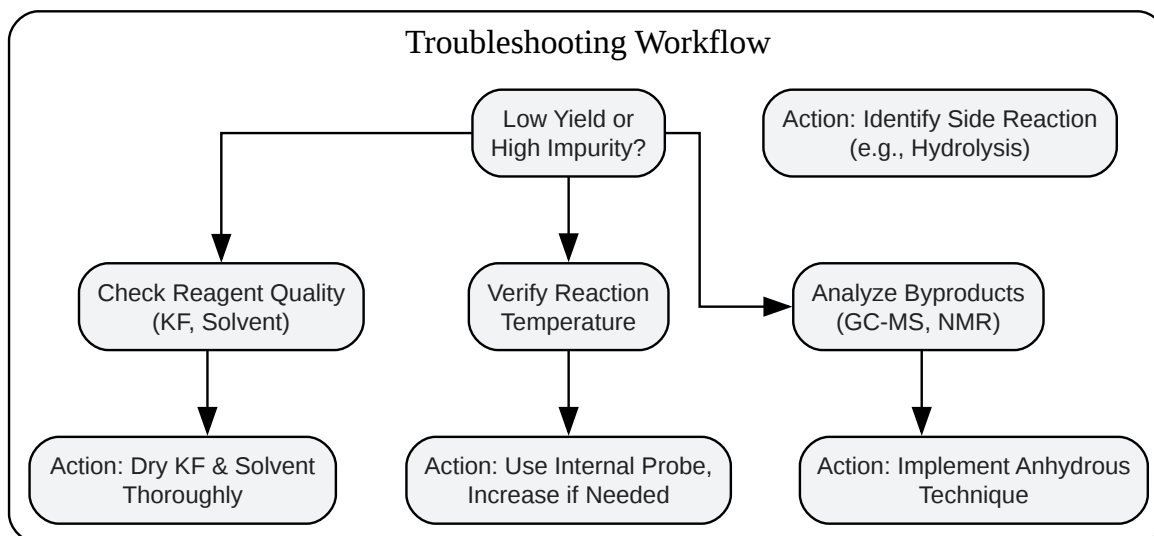 Troubleshooting Workflow
Low Yield or
High Impurity?
Action: Identify Side Reaction
(e.g., Hydrolysis)
Check Reagent Quality
(KF, Solvent)
Verify Reaction
Temperature
Analyze Byproducts
(GC-MS, NMR)
Action: Dry KF & Solvent
Thoroughly
Action: Use Internal Probe,
Increase if Needed
Action: Implement Anhydrous
Technique